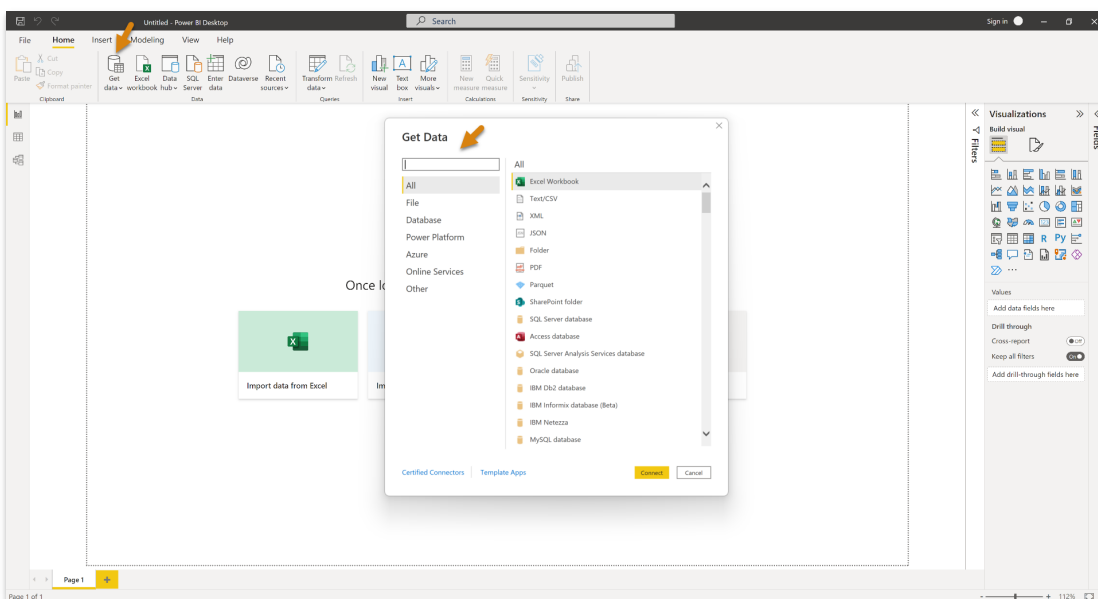 Untitled - Power BI Desktop
Search
Sign in
File Home Insert Modeling View Help
Paste
Cut
Copy
Format painter
Clipboard
Get data
Excel workbook
Data hub
SQL Server
Enter data
Dataverse
Recent sources
Data
Transform data
Refresh
Queries
New visual
Text box
More visuals
Insert
New measure
Quick measure
Calculations
Sensitivity
Sensitivity
Publish
Share
Once lo
Import data from Excel
Im
Get Data
All
File
Database
Power Platform
Azure
Online Services
Other
All
Excel Workbook
Text/CSV
XML
JSON
Folder
PDF
Parquet
SharePoint folder
SQL Server database
Access database
SQL Server Analysis Services database
Oracle database
IBM Db2 database
IBM Informix database (Beta)
IBM Netezza
MySQL database
Certified Connectors
Template Apps
Connect
Cancel
Filters
Visualizations
Build visual
R Py
Values
Add data fields here
Drill through
Cross-report
Off
Keep all filters
On
Add drill-through fields here
Fields
Page 1
Page 1 of 1
112%